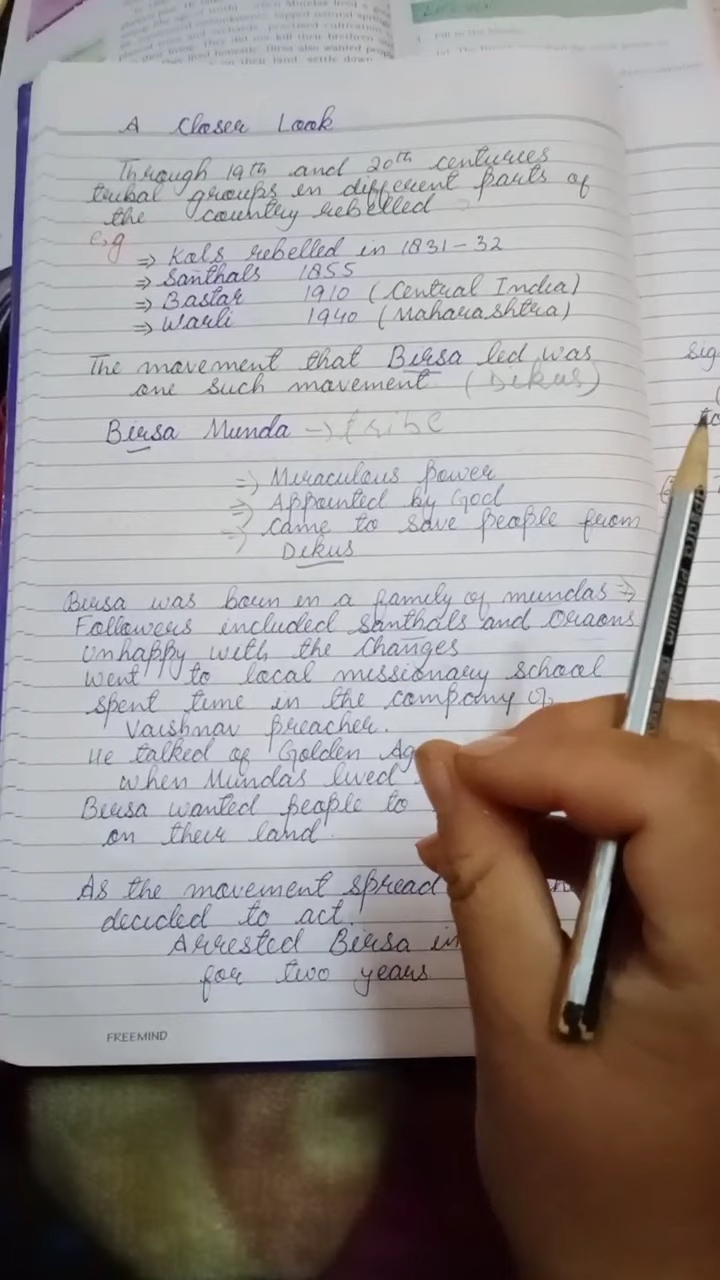 A Closer Look
Through 19th and 20th centuries
tribal groups in different parts of
the country rebelled
e.g
⇒ Kols rebelled in 1831-32
⇒ Santhals 1855
⇒ Bastar 1910 (Central India)
⇒ Warli 1940 (Maharashtra)
The movement that Birsa led was
one such movement (Dikus)
Birsa Munda → tribe
⇒ Miraculous power
⇒ Appointed by God
⇒ Came to save people from
Dikus
Birsa was born in a family of mundas ⇒
Followers included Santhals and Oraons
Unhappy with the changes
went to local missionary school
spent time in the company of
Vaishnav preacher.
He talked of Golden Ag
when Mundas lived
Birsa wanted people to
on their land.
As the movement spread
decided to act.
Arrested Birsa in
for two years
FREEMIND
sig